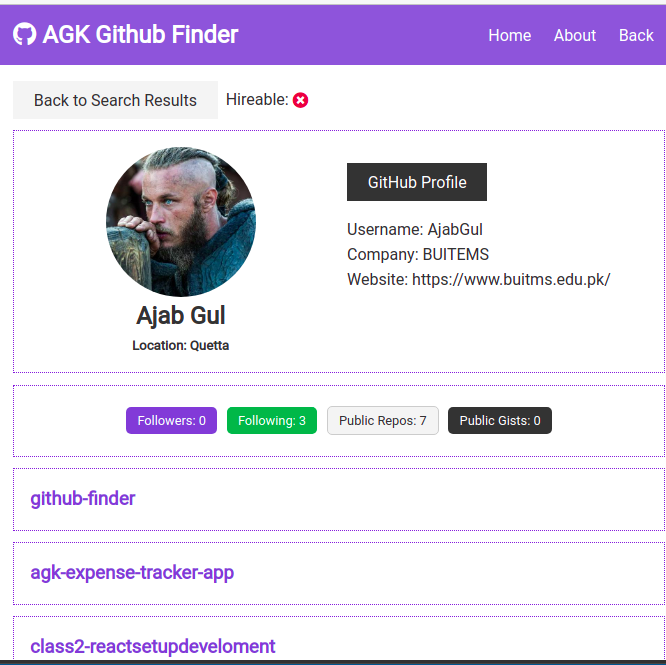 AGK Github Finder
Home About Back
Back to Search Results Hireable:
GitHub Profile
Username: AjabGul
Company: BUITEMS
Website: https://www.buitms.edu.pk/
Ajab Gul
Location: Quetta
Followers: 0 Following: 3 Public Repos: 7 Public Gists: 0
github-finder
agk-expense-tracker-app
class2-reactsetupdeveloment